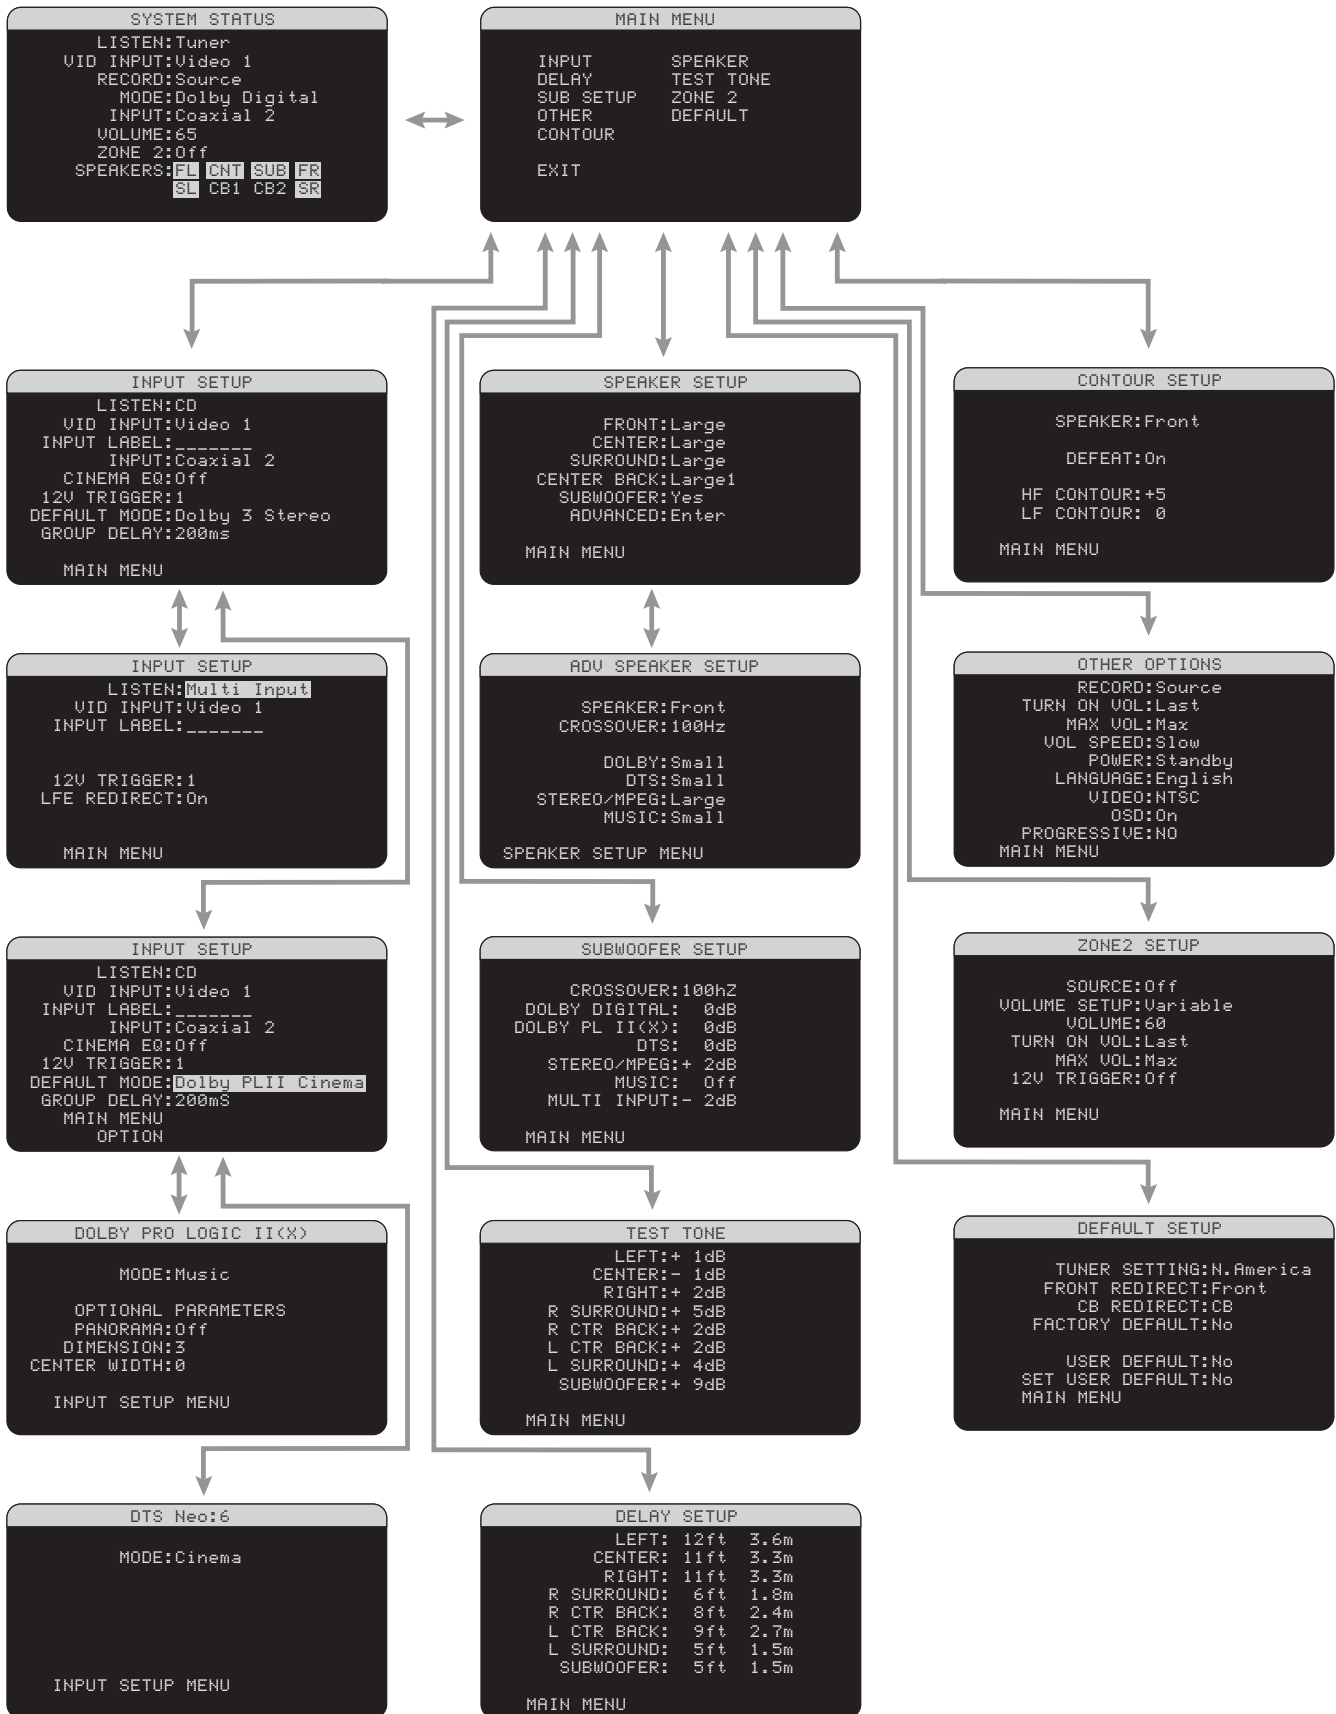 SYSTEM STATUS
LISTEN:Tuner
VID INPUT:Video 1
RECORD:Source
MODE:Dolby Digital
INPUT:Coaxial 2
VOLUME:65
ZONE 2:Off
SPEAKERS:FL CNT SUB FR
SL CB1 CB2 SR
MAIN MENU
INPUT SPEAKER
DELAY TEST TONE
SUB SETUP ZONE 2
OTHER DEFAULT
CONTOUR
EXIT
INPUT SETUP
LISTEN:CD
VID INPUT:Video 1
INPUT LABEL:_______
INPUT:Coaxial 2
CINEMA EQ:Off
12V TRIGGER:1
DEFAULT MODE:Dolby 3 Stereo
GROUP DELAY:200ms
MAIN MENU
SPEAKER SETUP
FRONT:Large
CENTER:Large
SURROUND:Large
CENTER BACK:Large1
SUBWOOFER:Yes
ADVANCED:Enter
MAIN MENU
CONTOUR SETUP
SPEAKER:Front
DEFEAT:On
HF CONTOUR:+5
LF CONTOUR: 0
MAIN MENU
INPUT SETUP
LISTEN:Multi Input
VID INPUT:Video 1
INPUT LABEL:_______
12V TRIGGER:1
LFE REDIRECT:On
MAIN MENU
ADV SPEAKER SETUP
SPEAKER:Front
CROSSOVER:100Hz
DOLBY:Small
DTS:Small
STEREO/MPEG:Large
MUSIC:Small
SPEAKER SETUP MENU
OTHER OPTIONS
RECORD:Source
TURN ON VOL:Last
MAX VOL:Max
VOL SPEED:Slow
POWER:Standby
LANGUAGE:English
VIDEO:NTSC
OSD:On
PROGRESSIVE:NO
MAIN MENU
INPUT SETUP
LISTEN:CD
VID INPUT:Video 1
INPUT LABEL:_______
INPUT:Coaxial 2
CINEMA EQ:Off
12V TRIGGER:1
DEFAULT MODE:Dolby PLII Cinema
GROUP DELAY:200mS
MAIN MENU
OPTION
SUBWOOFER SETUP
CROSSOVER:100hZ
DOLBY DIGITAL: 0dB
DOLBY PL II(X): 0dB
DTS: 0dB
STEREO/MPEG:+ 2dB
MUSIC: Off
MULTI INPUT:- 2dB
MAIN MENU
ZONE2 SETUP
SOURCE:Off
VOLUME SETUP:Variable
VOLUME:60
TURN ON VOL:Last
MAX VOL:Max
12V TRIGGER:Off
MAIN MENU
DOLBY PRO LOGIC II(X)
MODE:Music
OPTIONAL PARAMETERS
PANORAMA:Off
DIMENSION:3
CENTER WIDTH:0
INPUT SETUP MENU
TEST TONE
LEFT:+ 1dB
CENTER:- 1dB
RIGHT:+ 2dB
R SURROUND:+ 5dB
R CTR BACK:+ 2dB
L CTR BACK:+ 2dB
L SURROUND:+ 4dB
SUBWOOFER:+ 9dB
MAIN MENU
DEFAULT SETUP
TUNER SETTING:N.America
FRONT REDIRECT:Front
CB REDIRECT:CB
FACTORY DEFAULT:No
USER DEFAULT:No
SET USER DEFAULT:No
MAIN MENU
DTS Neo:6
MODE:Cinema
INPUT SETUP MENU
DELAY SETUP
LEFT: 12ft 3.6m
CENTER: 11ft 3.3m
RIGHT: 11ft 3.3m
R SURROUND: 6ft 1.8m
R CTR BACK: 8ft 2.4m
L CTR BACK: 9ft 2.7m
L SURROUND: 5ft 1.5m
SUBWOOFER: 5ft 1.5m
MAIN MENU